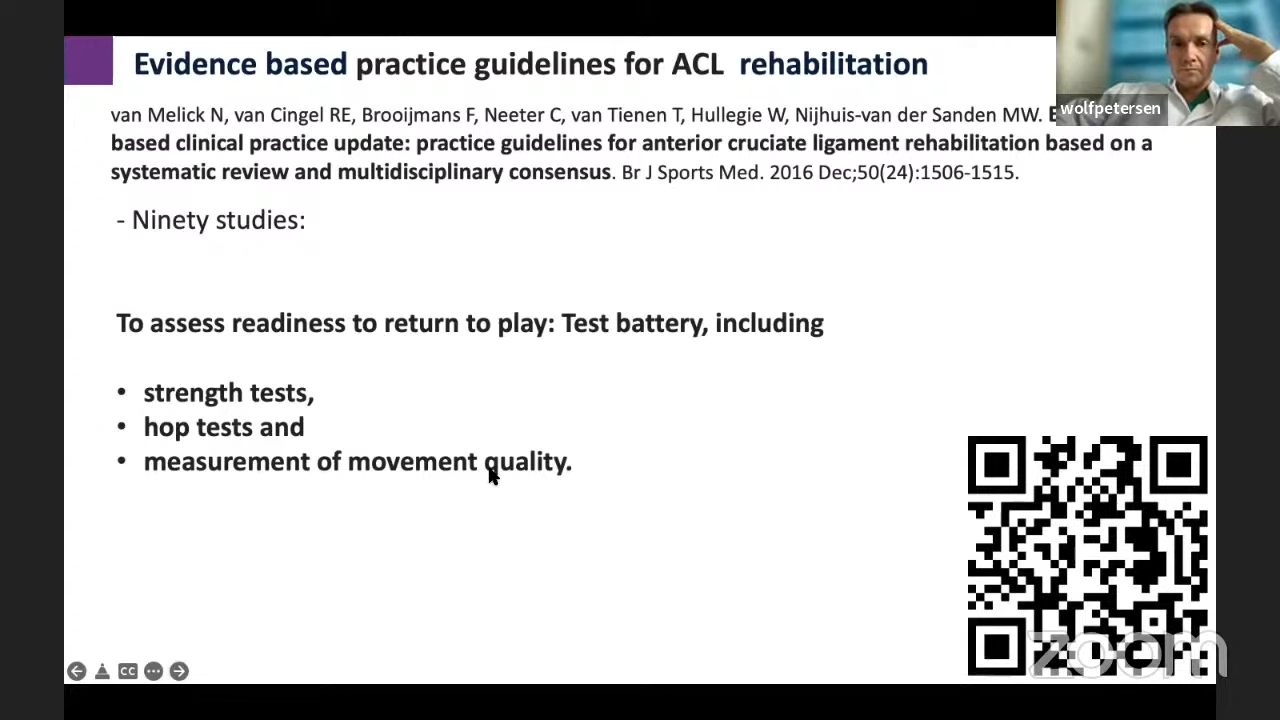 Evidence based practice guidelines for ACL rehabilitation
wolfpetersen
van Melick N, van Cingel RE, Brooijmans F, Neeter C, van Tienen T, Hullegie W, Nijhuis-van der Sanden MW.
based clinical practice update: practice guidelines for anterior cruciate ligament rehabilitation based on a
systematic review and multidisciplinary consensus. Br J Sports Med. 2016 Dec;50(24):1506-1515.
- Ninety studies:
To assess readiness to return to play: Test battery, including
• strength tests,
• hop tests and
• measurement of movement quality.
CC
zoom